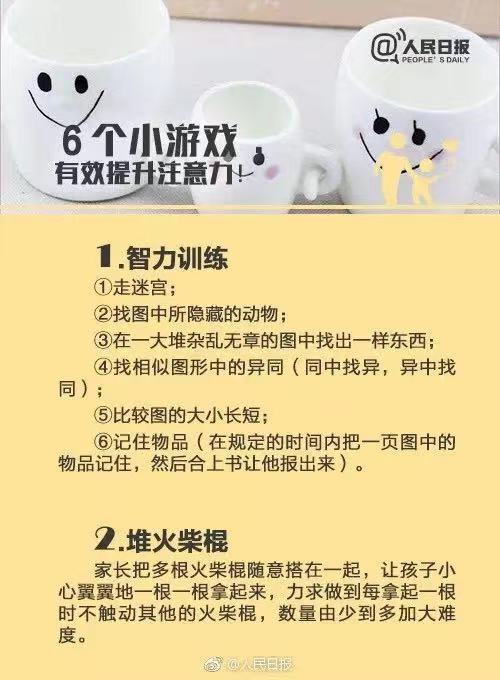 @人民日报
PEOPLE'S DAILY
6个小游戏
有效提升注意力！
1.智力训练
①走迷宫；
②找图中所隐藏的动物；
③在一大堆杂乱无章的图中找出一样东西；
④找相似图形中的异同（同中找异，异中找
同）；
⑤比较图的大小长短；
⑥记住物品（在规定的时间内把一页图中的
物品记住，然后合上书让他报出来）。
2.堆火柴棍
家长把多根火柴棍随意搭在一起，让孩子小
心翼翼地一根一根拿起来，力求做到每拿起一根
时不触动其他的火柴棍，数量由少到多加大难
度。
@人民日报